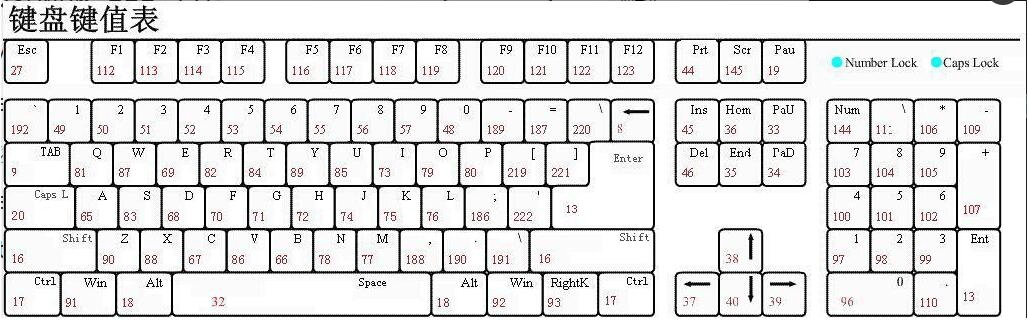 键盘键值表
Esc F1 F2 F3 F4 F5 F6 F7 F8 F9 F10 F11 F12 Prt Scr Pau
27 112 113 114 115 116 117 118 119 120 121 122 123 44 145 19
Number Lock Caps Lock
` 1 2 3 4 5 6 7 8 9 0 - = \ Ins Hom PaU Num \ * -
192 49 50 51 52 53 54 55 56 57 48 189 187 220 8 45 36 33 144 111 106 109
TAB Q W E R T Y U I O P [ ] Enter Del End PaD 7 8 9 +
9 81 87 69 82 84 89 85 73 79 80 219 221 46 35 34 103 104 105
Caps L A S D F G H J K L ; ' 4 5 6
20 65 83 68 70 71 72 74 75 76 186 222 13 100 101 102 107
Shift Z X C V B N M , . \ Shift 1 2 3 Ent
16 90 88 67 86 66 78 77 188 190 191 16 38 97 98 99
Ctrl Win Alt Space Alt Win RightK Ctrl 0 .
17 91 18 32 18 92 93 17 37 40 39 96 110 13